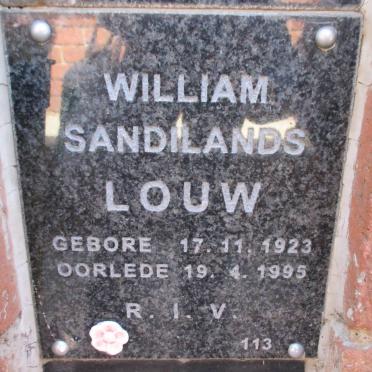 WILLIAM
SANDILANDS
LOUW
GEBORE 17. 11. 1923
OORLEDE 19. 4. 1995
R. I. V.
113